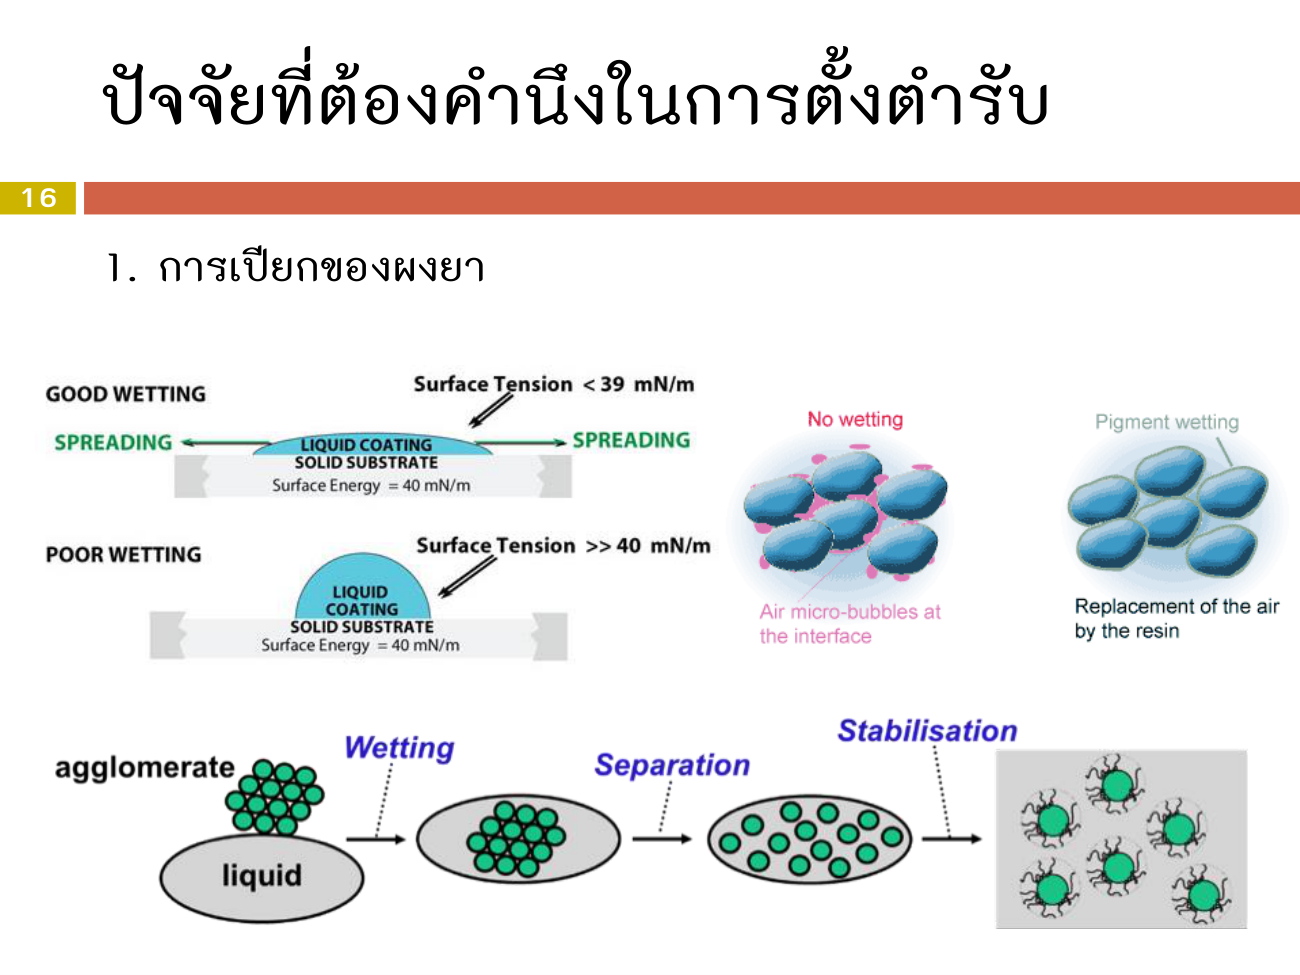 ปัจจัยที่ต้องคำนึงในการตั้งตำรับ
16
1. การเปียกของผงยา
GOOD WETTING
Surface Tension < 39 mN/m
SPREADING
LIQUID COATING
SPREADING
SOLID SUBSTRATE
Surface Energy = 40 mN/m
POOR WETTING
Surface Tension >> 40 mN/m
LIQUID
COATING
SOLID SUBSTRATE
Surface Energy = 40 mN/m
No wetting
Air micro-bubbles at
the interface
Pigment wetting
Replacement of the air
by the resin
agglomerate
liquid
Wetting
Separation
Stabilisation